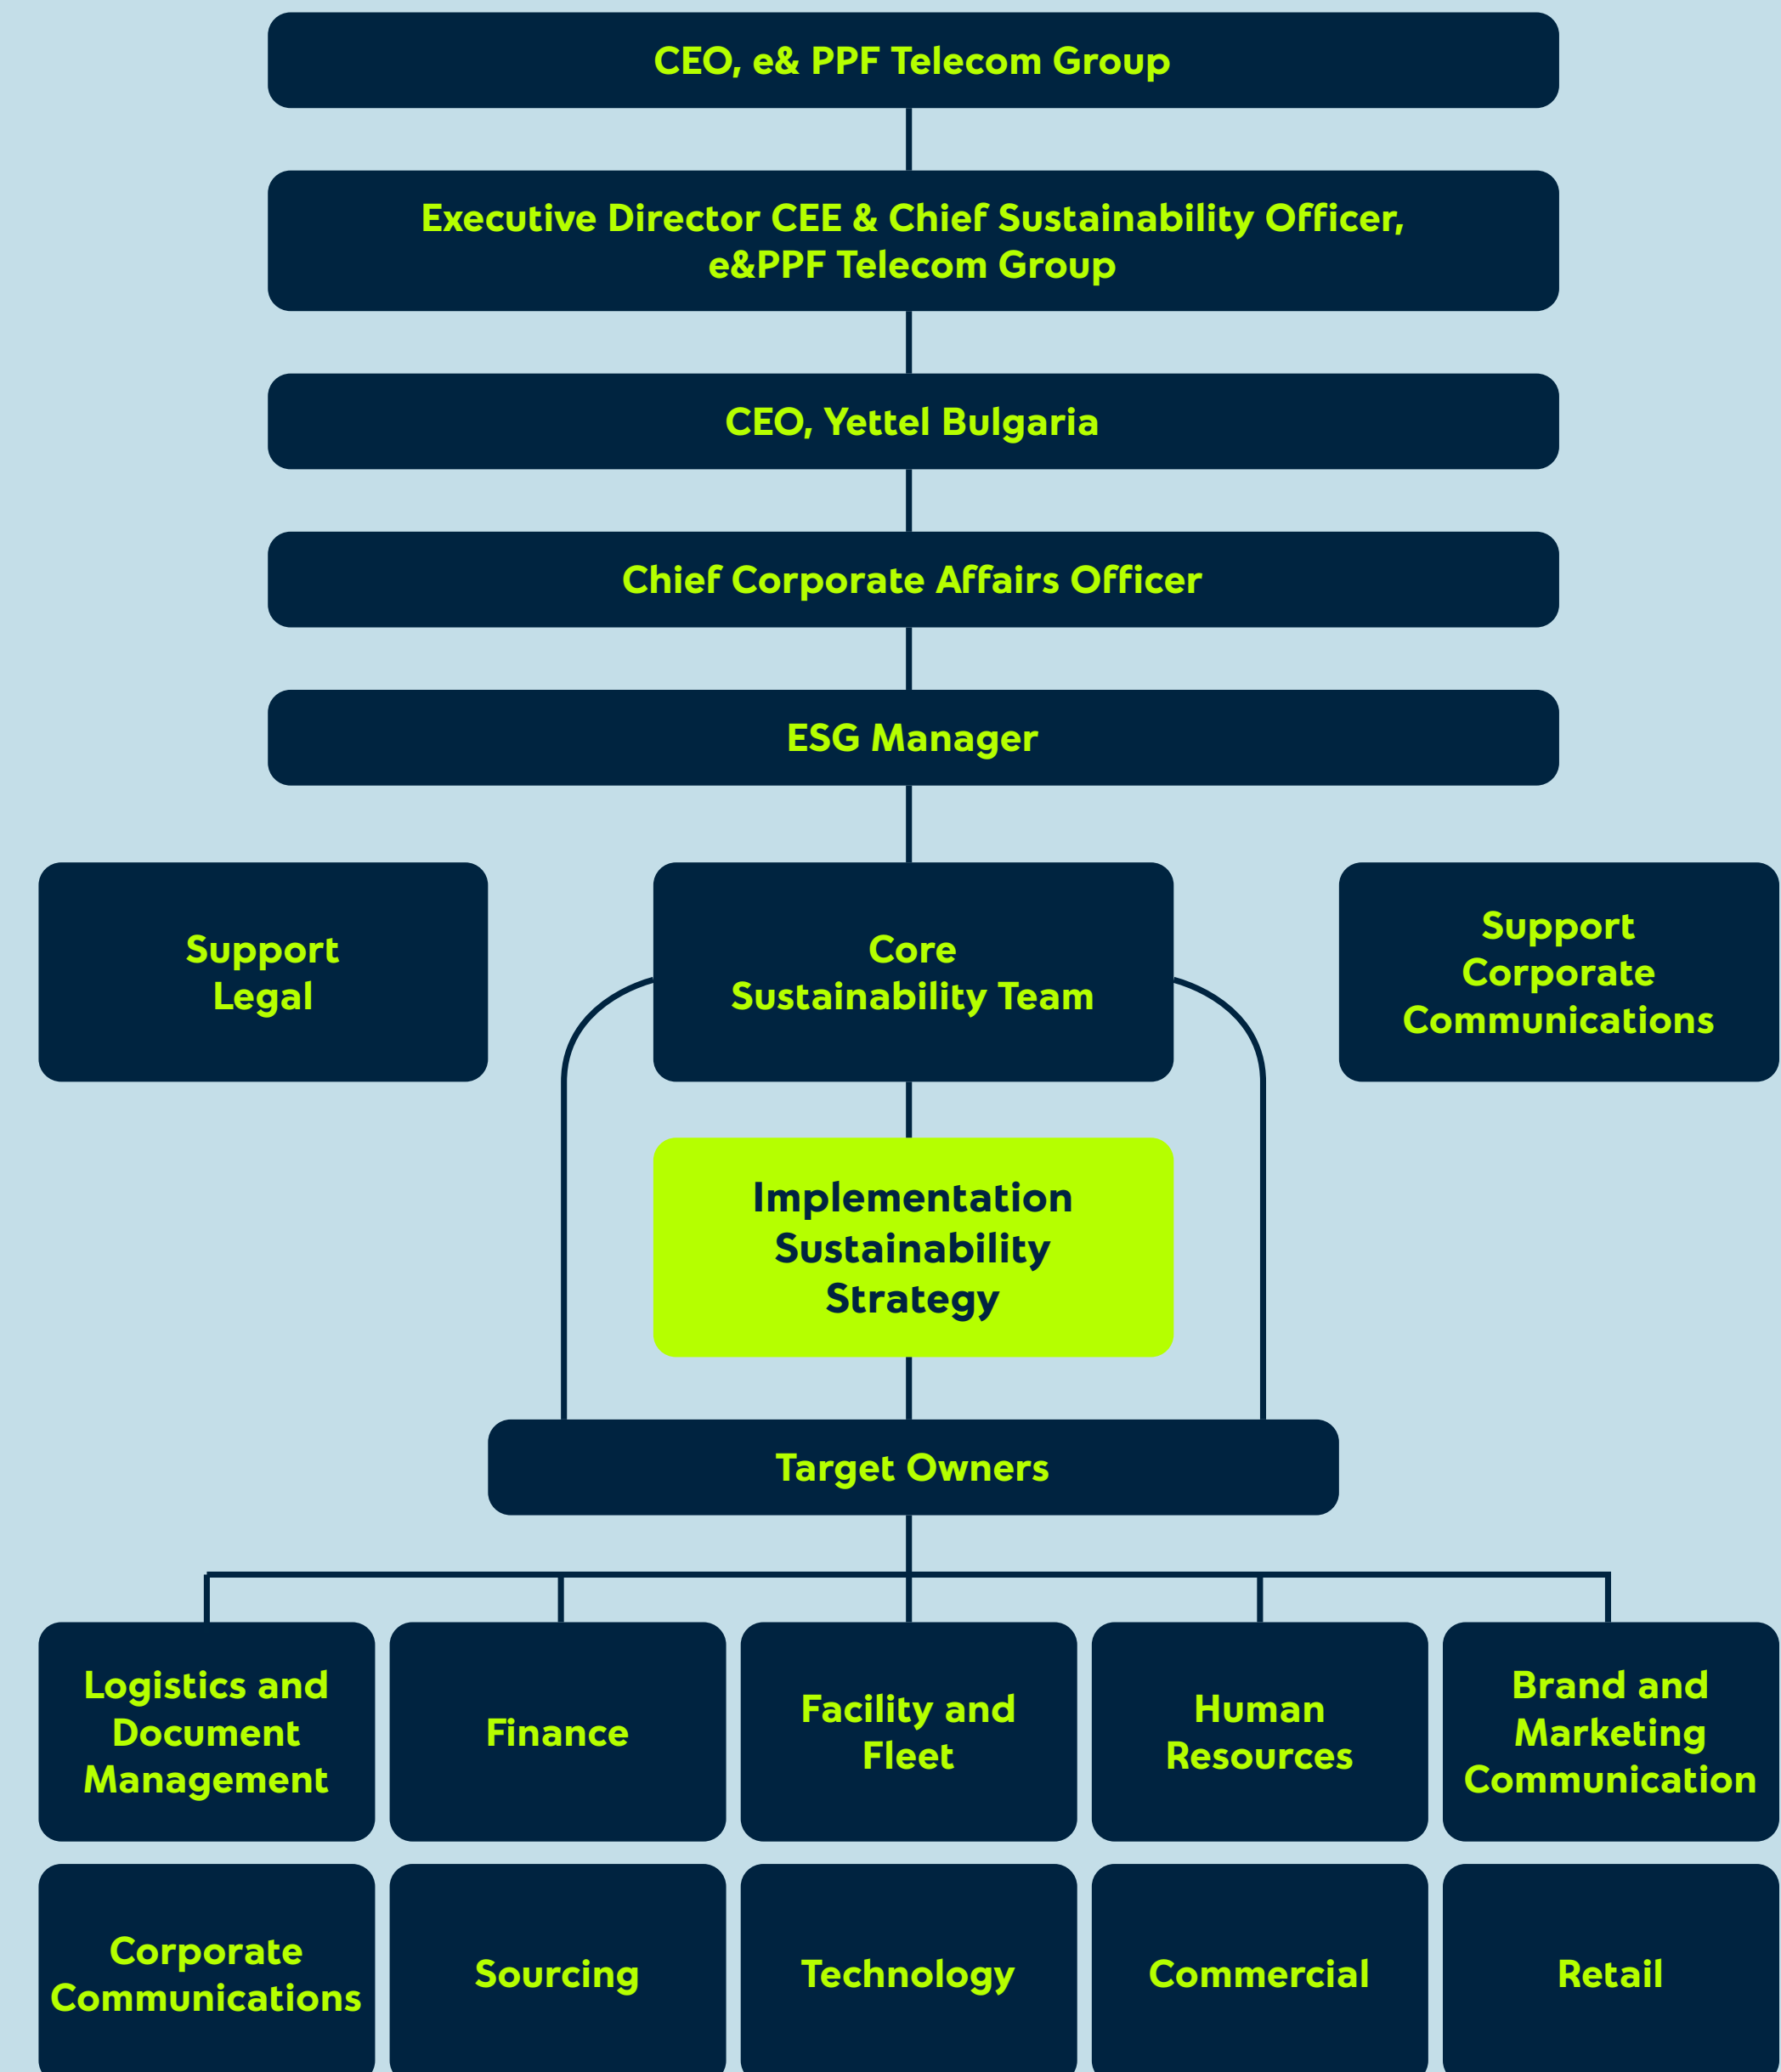 CEO, e& PPF Telecom Group
Executive Director CEE & Chief Sustainability Officer,
e&PPF Telecom Group
CEO, Yettel Bulgaria
Chief Corporate Affairs Officer
ESG Manager
Support
Legal
Core
Sustainability Team
Support
Corporate
Communications
Implementation
Sustainability
Strategy
Target Owners
Logistics and
Document
Management
Finance
Facility and
Fleet
Human
Resources
Brand and
Marketing
Communication
Corporate
Communications
Sourcing
Technology
Commercial
Retail